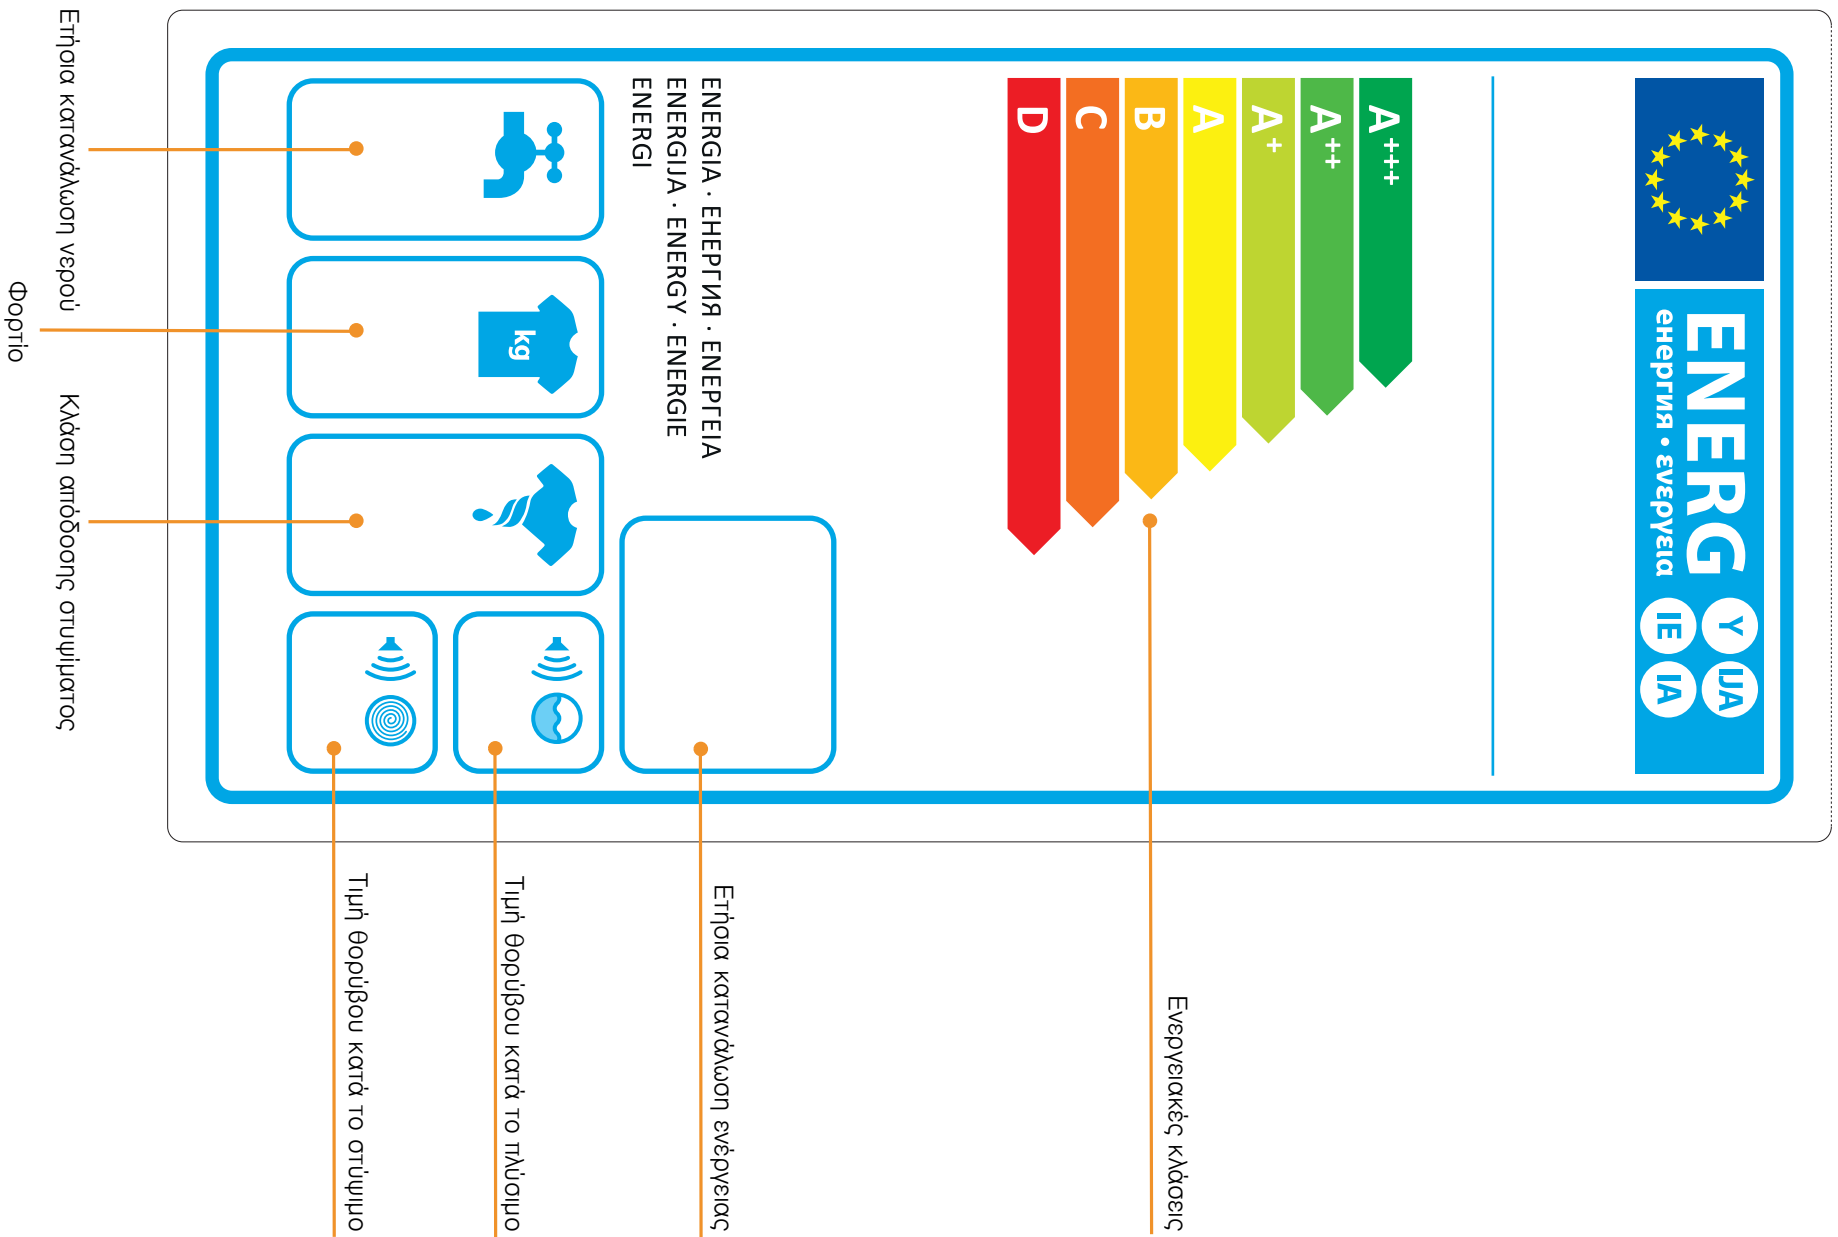 ENERG
енергия · ενεργεια
Y IJA
IE IA
A+++
A++
A+
A
B
C
D
Ενεργειακές κλάσεις
ENERGIA · ЕНЕРГИЯ · ΕΝΕΡΓΕΙΑ
ENERGIJA · ENERGY · ENERGIE
ENERGI
Ετήσια κατανάλωση ενέργειας
kg
Τιμή θορύβου κατά το πλύσιμο
Τιμή θορύβου κατά το στύψιμο
Ετήσια κατανάλωση νερού
Κλάση απόδοσης στυψίματος
Φορτίο